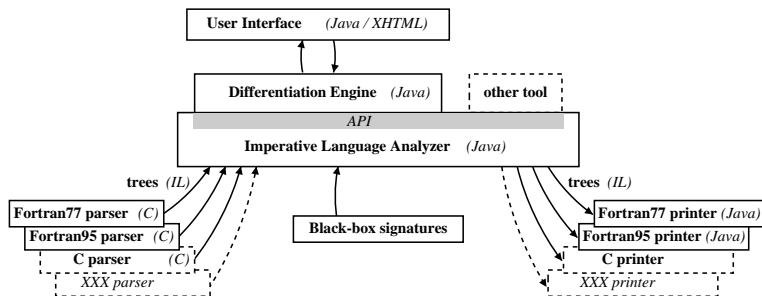 User Interface (Java / XHTML)
Differentiation Engine (Java)
other tool
API
Imperative Language Analyzer (Java)
trees (IL)
trees (IL)
Fortran77 parser (C)
Fortran77 printer (Java)
Fortran95 parser (C)
Black-box signatures
Fortran95 printer (Java)
C parser (C)
C printer
XXX parser
XXX printer